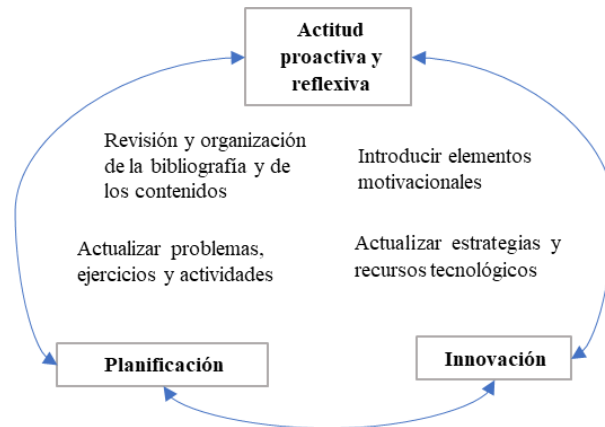 Actitud
proactiva y
reflexiva
Revisión y organización
de la bibliografía y de
los contenidos
Introducir elementos
motivacionales
Actualizar problemas,
ejercicios y actividades
Actualizar estrategias y
recursos tecnológicos
Planificación
Innovación